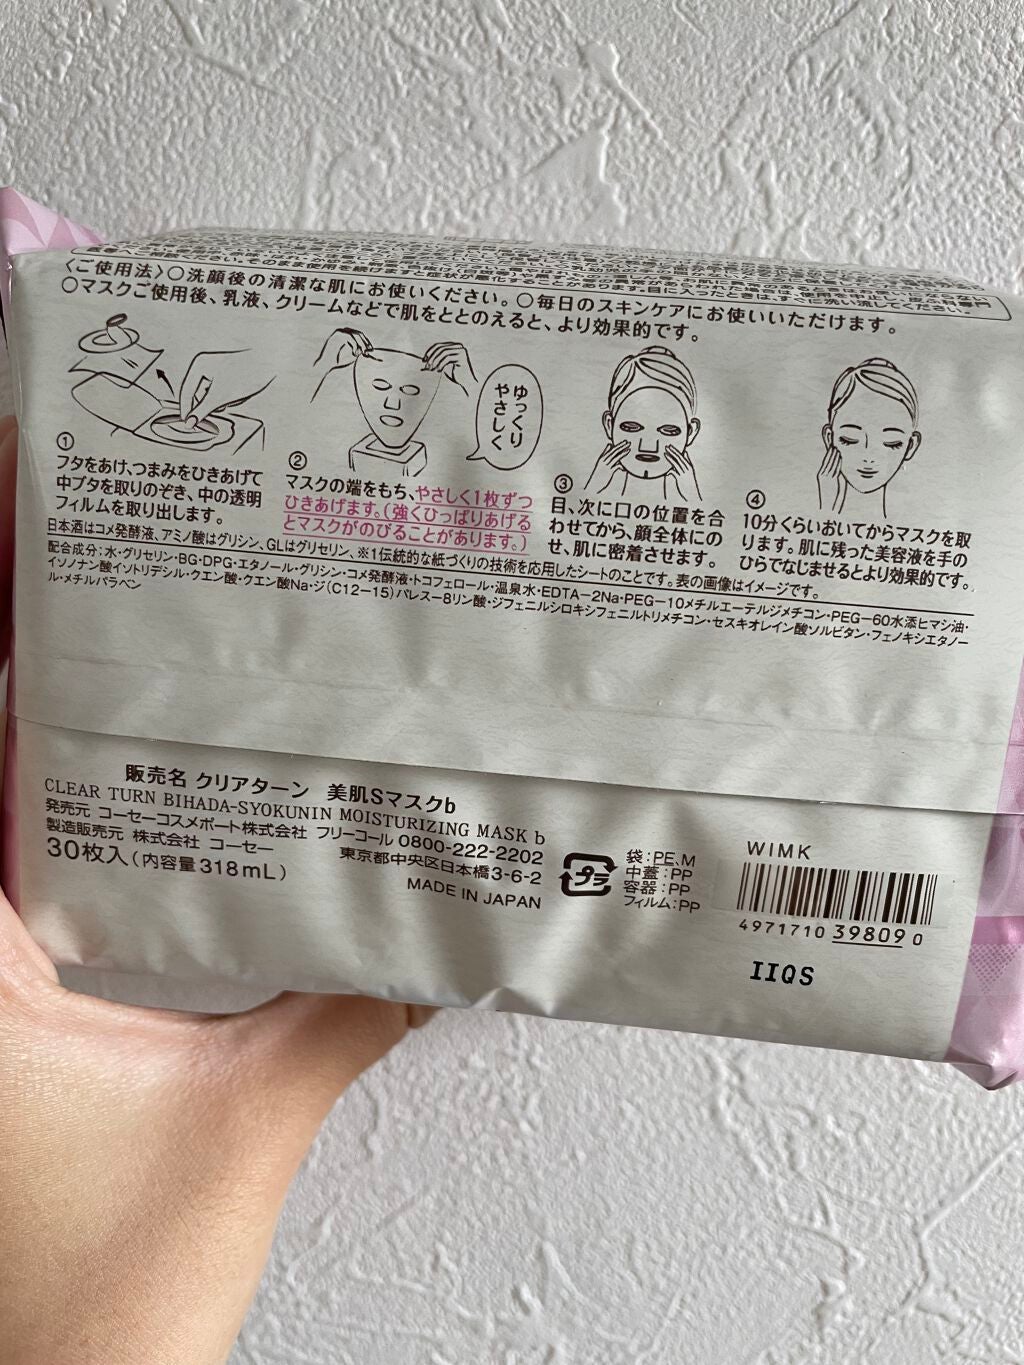 〈ご使用法〉○洗顔後の清潔な肌にお使いください。○毎日のスキンケアにお使いいただけます。
○マスクご使用後、乳液、クリームなどで肌をととのえると、より効果的です。
①
フタをあけ、つまみをひきあげて
中ブタを取りのぞき、中の透明
フィルムを取り出します。
ゆっくり
やさしく
②
マスクの端をもち、やさしく1枚ずつ
ひきあげます。(強くひっぱりあげる
とマスクがのびることがあります。)
③
目、次に口の位置を合
わせてから、顔全体にの
せ、肌に密着させます。
④
10分くらいおいてからマスクを取
ります。肌に残った美容液を手の
ひらでなじませるとより効果的です。
日本酒はコメ発酵液、アミノ酸はグリシン、GLはグリセリン、※1伝統的な紙づくりの技術を応用したシートのことです。表の画像はイメージです。
配合成分:水・グリセリン・BG・DPG・エタノール・グリシン・コメ発酵液・トコフェロール・温泉水・EDTA−2Na・PEG−10メチルエーテルジメチコン・PEG−60水添ヒマシ油・
イソノナン酸イソトリデシル・クエン酸・クエン酸Na・ジ(C12−15)パレス−8リン酸・ジフェニルシロキシフェニルトリメチコン・セスキオレイン酸ソルビタン・フェノキシエタノー
ル・メチルパラベン
販売名 クリアターン 美肌Sマスクb
CLEAR TURN BIHADA-SYOKUNIN MOISTURIZING MASK b
発売元 コーセーコスメポート株式会社 フリーコール 0800-222-2202
製造販売元 株式会社 コーセー 東京都中央区日本橋3-6-2
30枚入(内容量318mL) MADE IN JAPAN
プラ
袋:PE、M
中蓋:PP
容器:PP
フィルム:PP
WIMK
4971710 39809 0
IIQS